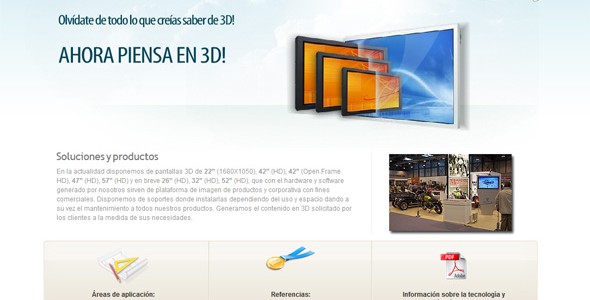 Olvídate de todo lo que creías saber de 3D!
AHORA PIENSA EN 3D!
Soluciones y productos
En la actualidad disponemos de pantallas 3D de 22" (1680X1050), 42" (HD), 42" (Open Frame
HD), 47" (HD), 57" (HD) y en breve 26" (HD), 32" (HD), 52" (HD), que con el hardware y software
generado por nosotros sirven de plataforma de imagen de productos y corporativa con fines
comerciales. Disponemos de soportes donde instalarlas dependiendo del uso y espacio dando a
su vez el mantenimiento a todos nuestros productos. Generamos el contenido en 3D solicitado por
los clientes a la medida de sus necesidades.
PDF
Adobe
Áreas de aplicación:
Referencias:
Información sobre la tecnología y